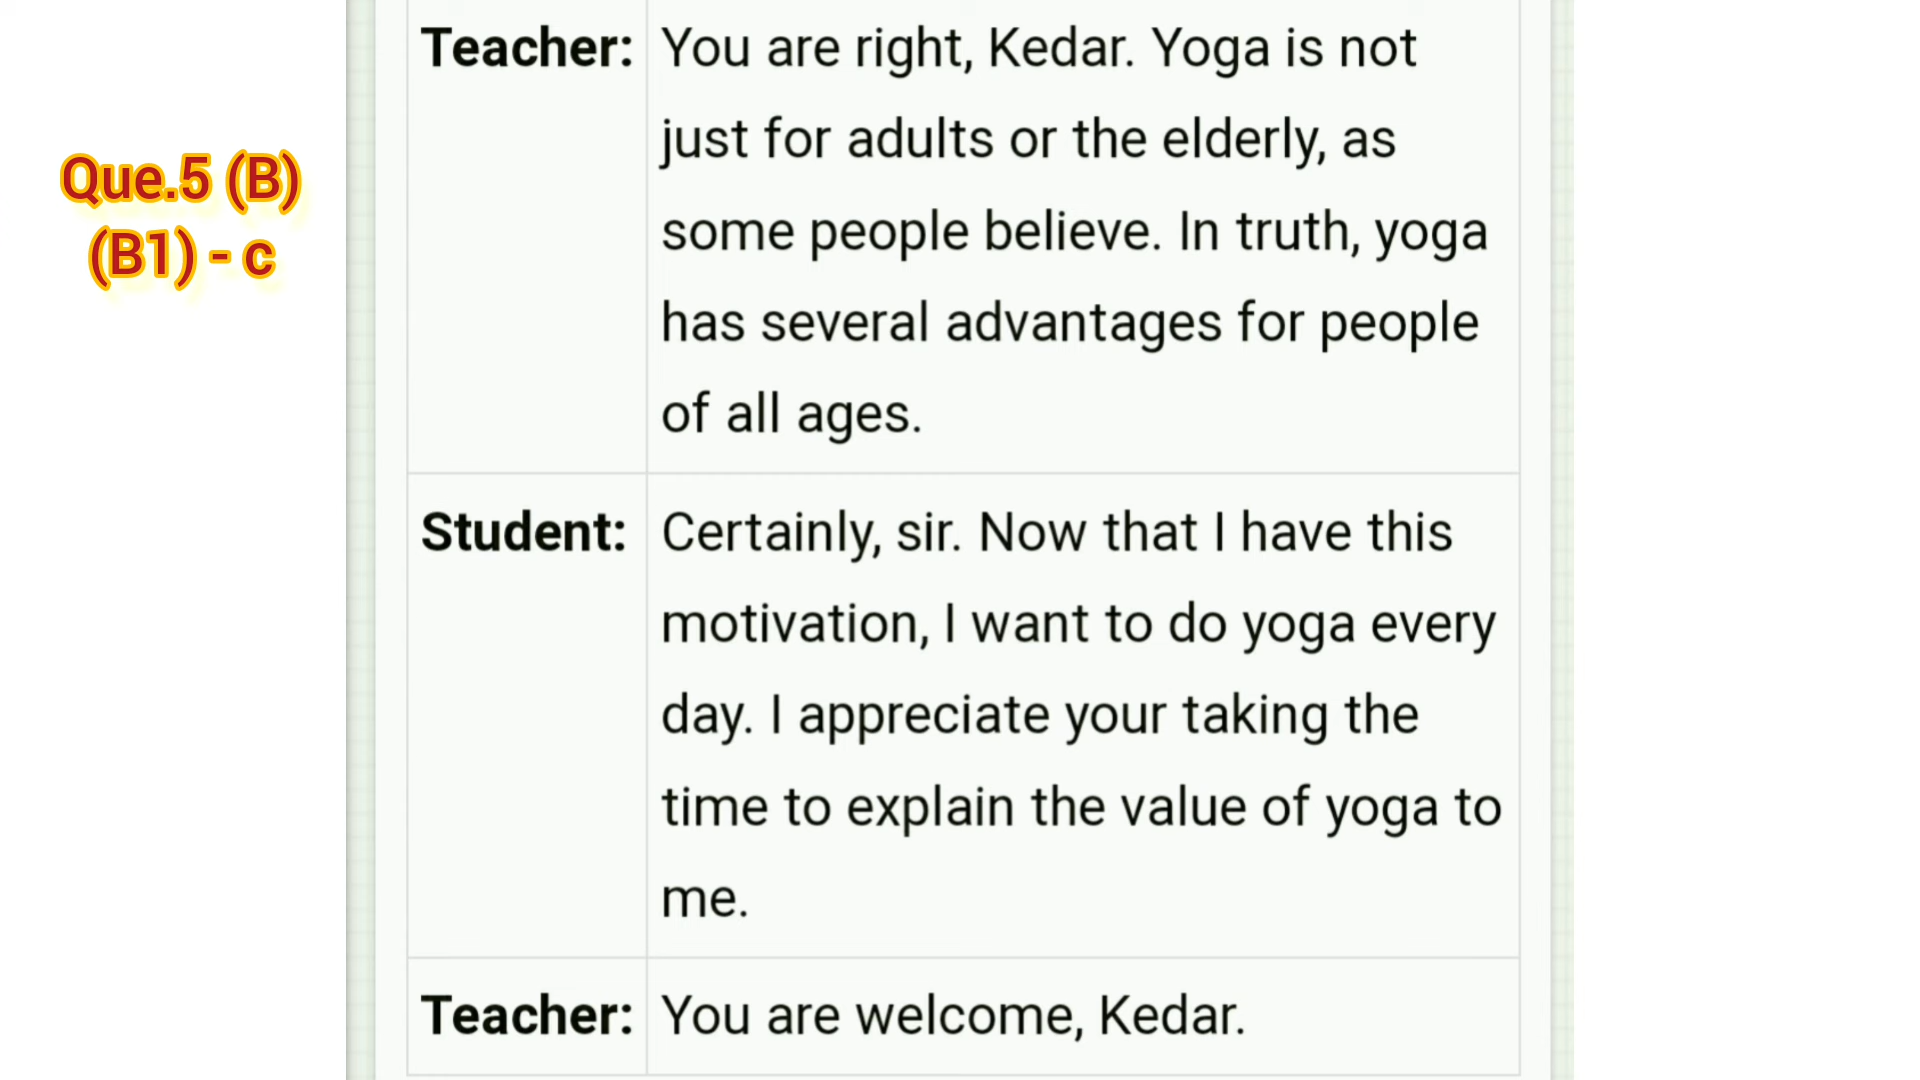 Que.5 (B)
(B1) - c
Teacher: You are right, Kedar. Yoga is not
just for adults or the elderly, as
some people believe. In truth, yoga
has several advantages for people
of all ages.
Student: Certainly, sir. Now that I have this
motivation, I want to do yoga every
day. I appreciate your taking the
time to explain the value of yoga to
me.
Teacher: You are welcome, Kedar.